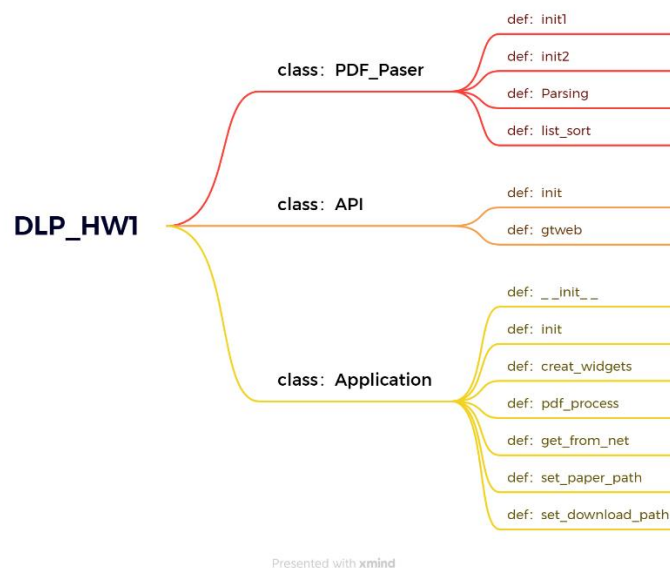 DLP_HW1
class: PDF_Paser
def: init1
def: init2
def: Parsing
def: list_sort
class: API
def: init
def: gtweb
class: Application
def: __init__
def: init
def: creat_widgets
def: pdf_process
def: get_from_net
def: set_paper_path
def: set_download_path
Presented with xmind